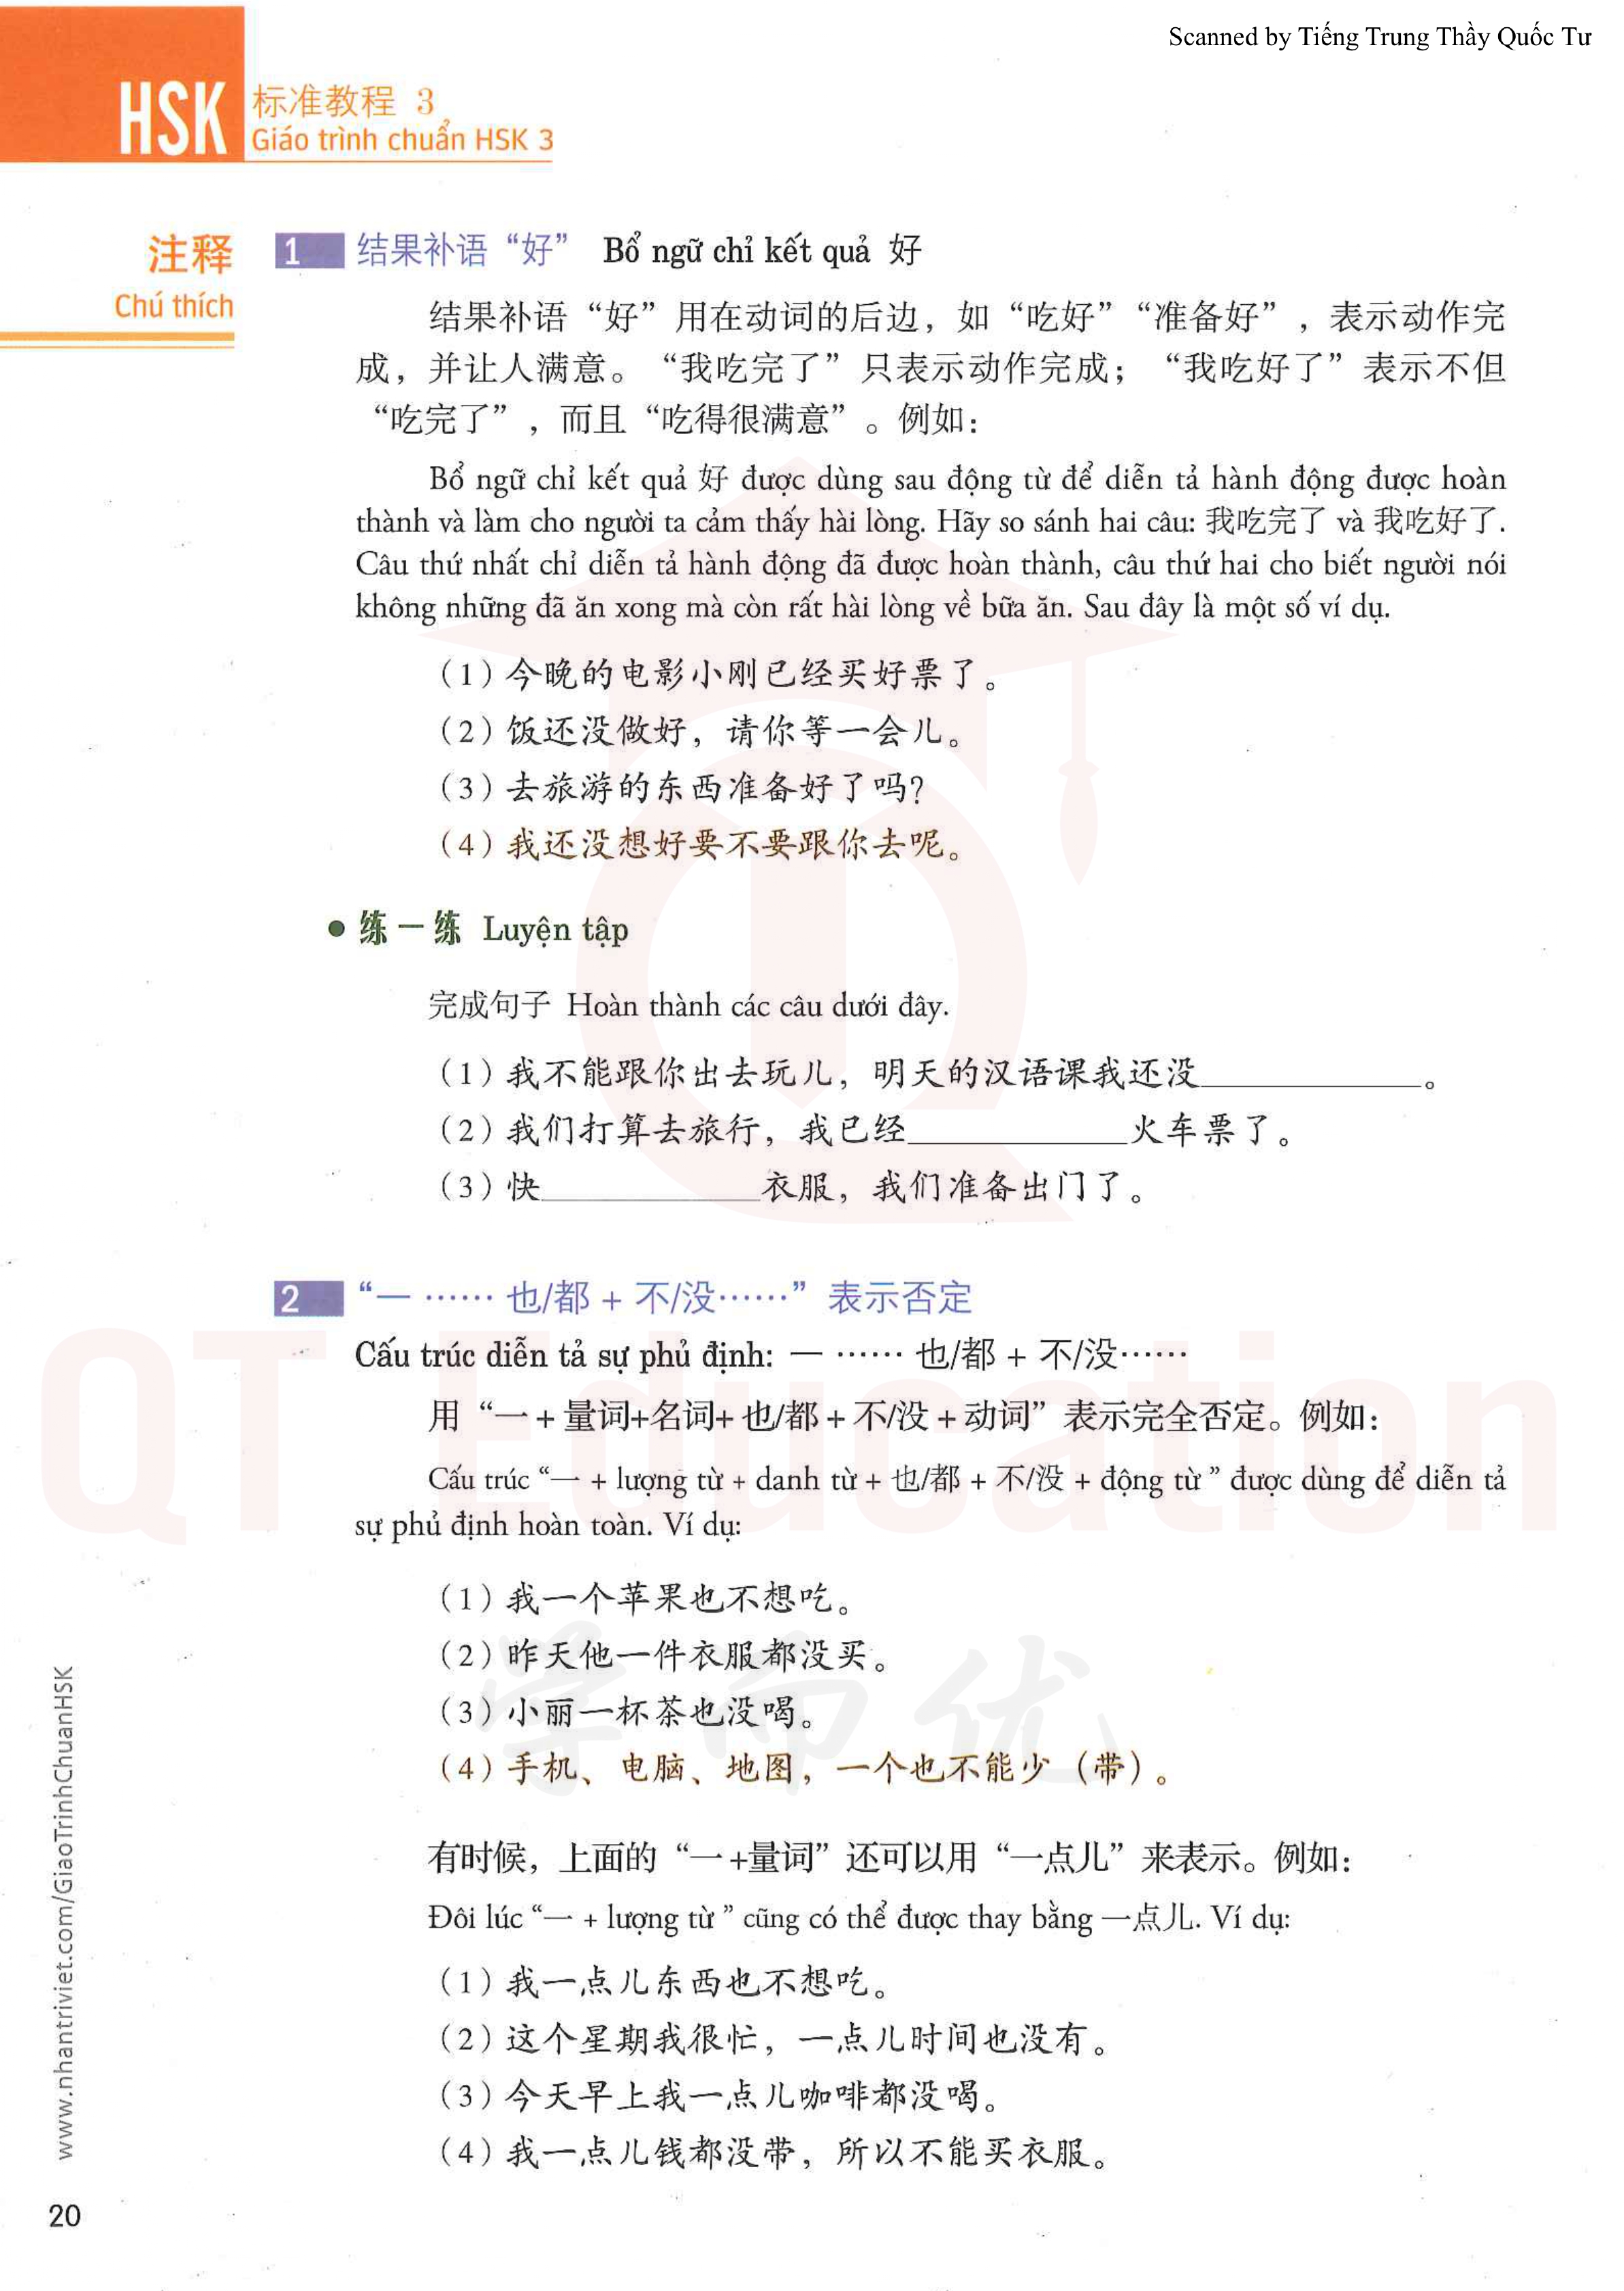 Scanned by Tiếng Trung Thầy Quốc Tư
HSK 标准教程 3
Giáo trình chuẩn HSK 3
注释
Chú thích
1 结果补语“好” Bổ ngữ chỉ kết quả 好
结果补语“好”用在动词的后边，如“吃好”“准备好”，表示动作完
成，并让人满意。“我吃完了”只表示动作完成；“我吃好了”表示不但
“吃完了”，而且“吃得很满意”。例如：
Bổ ngữ chỉ kết quả 好 được dùng sau động từ để diễn tả hành động được hoàn
thành và làm cho người ta cảm thấy hài lòng. Hãy so sánh hai câu: 我吃完了 và 我吃好了.
Câu thứ nhất chỉ diễn tả hành động đã được hoàn thành, câu thứ hai cho biết người nói
không những đã ăn xong mà còn rất hài lòng về bữa ăn. Sau đây là một số ví dụ.
（1）今晚的电影小刚已经买好票了。
（2）饭还没做好，请你等一会儿。
（3）去旅游的东西准备好了吗？
（4）我还没想好要不要跟你去呢。
● 练一练 Luyện tập
完成句子 Hoàn thành các câu dưới đây.
（1）我不能跟你出去玩儿，明天的汉语课我还没____________。
（2）我们打算去旅行，我已经____________火车票了。
（3）快____________衣服，我们准备出门了。
2 “一 …… 也/都 + 不/没……”表示否定
Cấu trúc diễn tả sự phủ định: 一 …… 也/都 + 不/没……
用“一 + 量词+名词+ 也/都 + 不/没 + 动词”表示完全否定。例如：
Cấu trúc “一 + lượng từ + danh từ + 也/都 + 不/没 + động từ ” được dùng để diễn tả
sự phủ định hoàn toàn. Ví dụ:
（1）我一个苹果也不想吃。
（2）昨天他一件衣服都没买。
（3）小丽一杯茶也没喝。
（4）手机、电脑、地图，一个也不能少（带）。
有时候，上面的“一 +量词”还可以用“一点儿”来表示。例如：
Đôi lúc “一 + lượng từ ” cũng có thể được thay bằng 一点儿. Ví dụ:
（1）我一点儿东西也不想吃。
（2）这个星期我很忙，一点儿时间也没有。
（3）今天早上我一点儿咖啡都没喝。
（4）我一点儿钱都没带，所以不能买衣服。
www.nhantriviet.com/GiaoTrinhChuanHSK
20
QT Education
学而优